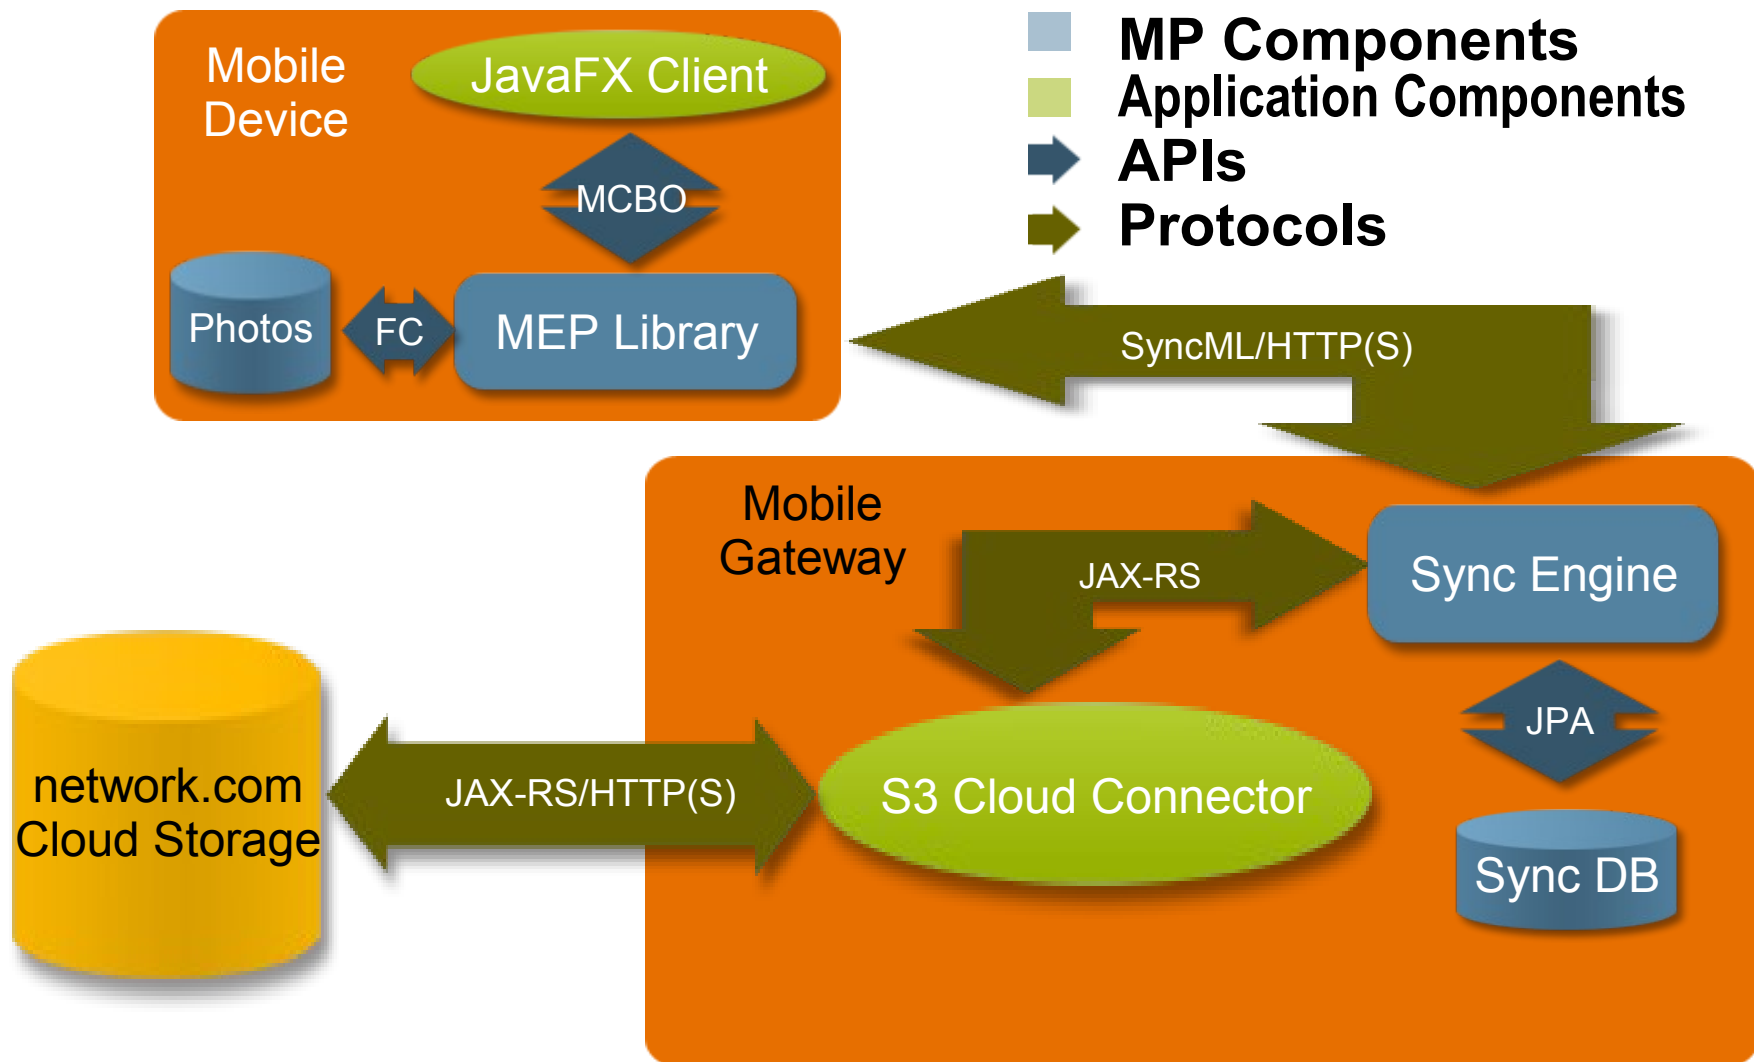 Mobile
Device
JavaFX Client
MCBO
Photos
FC
MEP Library
MP Components
Application Components
APIs
Protocols
SyncML/HTTP(S)
Mobile
Gateway
JAX-RS
Sync Engine
JPA
Sync DB
S3 Cloud Connector
JAX-RS/HTTP(S)
network.com
Cloud Storage